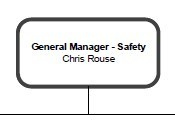 General Manager - Safety
Chris Rouse